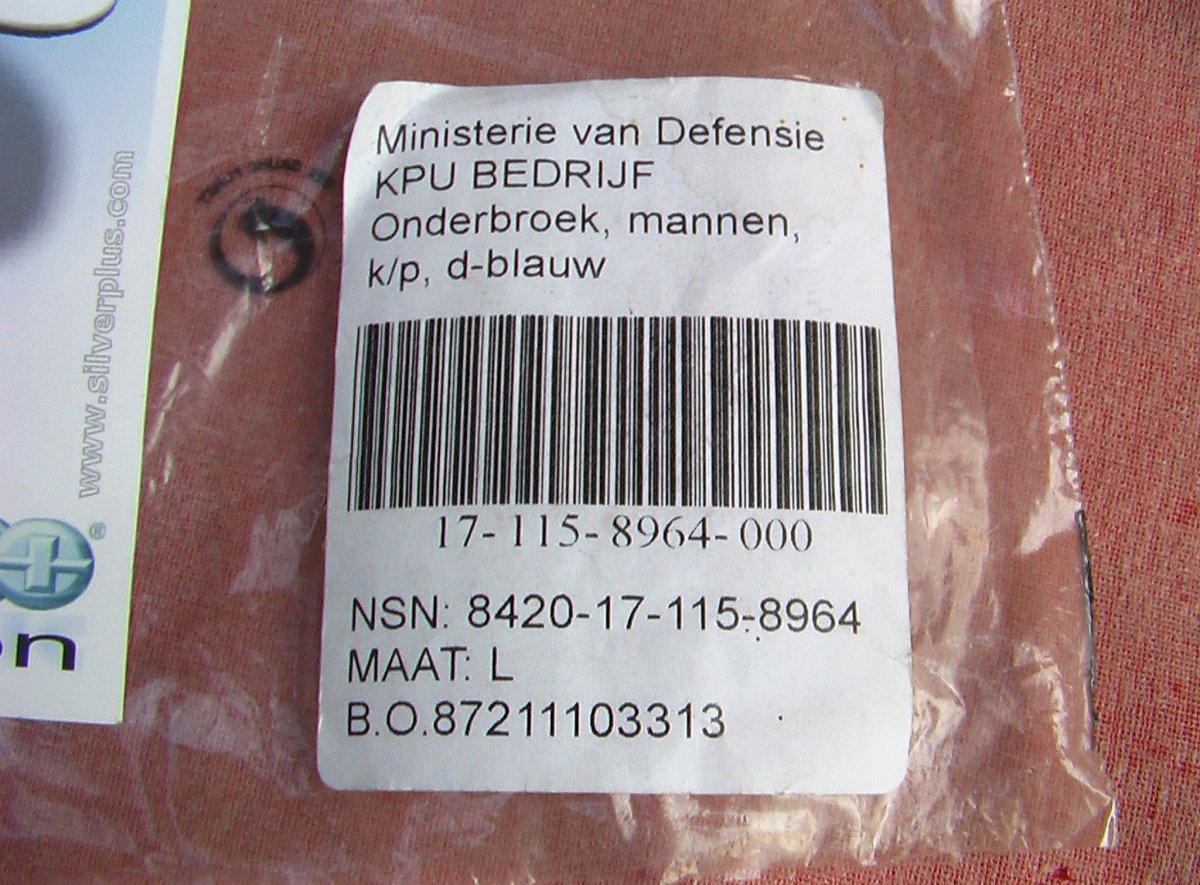 Ministerie van Defensie
KPU BEDRIJF
Onderbroek, mannen,
k/p, d-blauw
17-115-8964-000
NSN: 8420-17-115-8964
MAAT: L
B.O.87211103313
www.silverplus.com
®